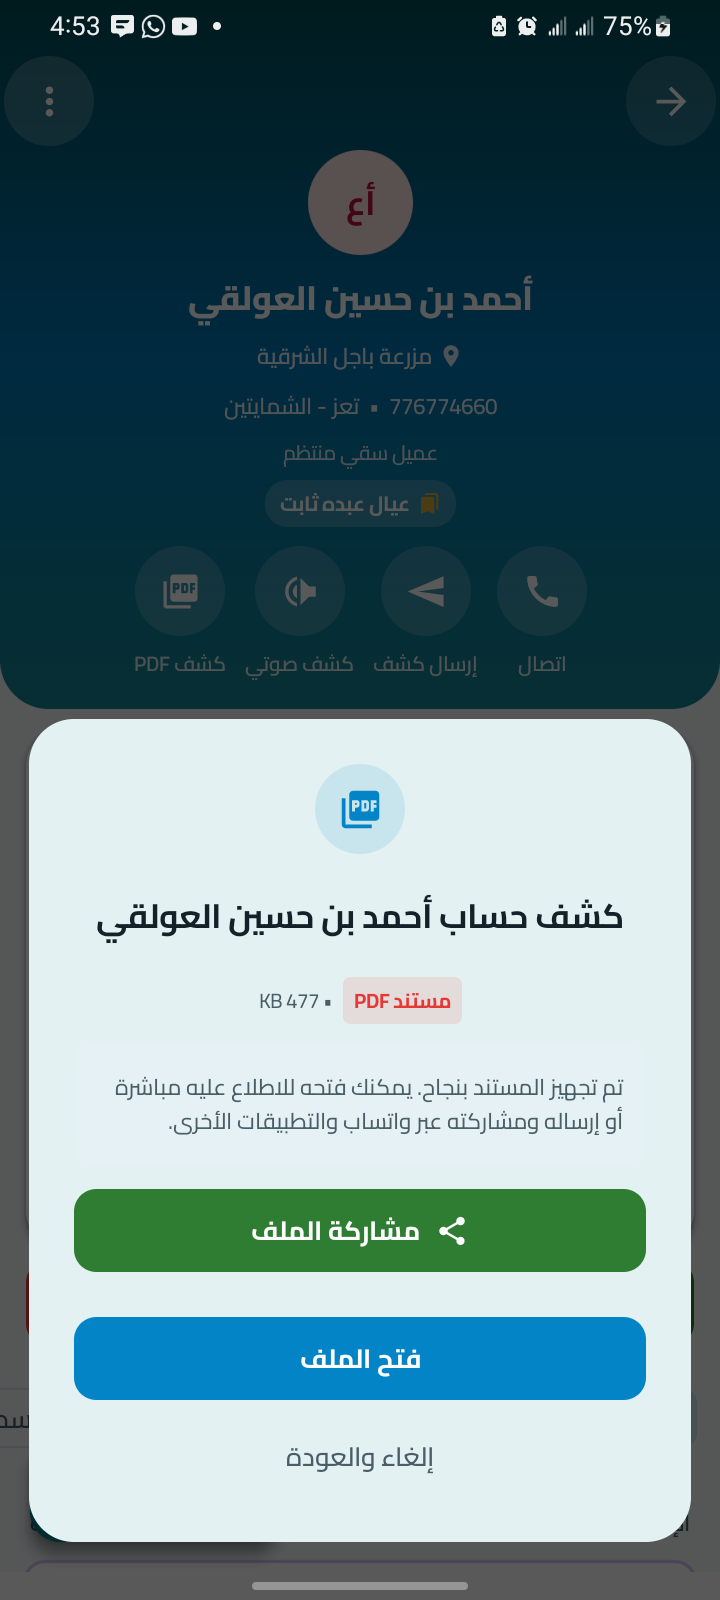 4:53
75%
أع
أحمد بن حسين العولقي
مزرعة باجل الشرقية
776774660 • تعز - الشمايتين
عميل سقي منتظم
عيال عبده ثابت
PDF
اتصال
إرسال كشف
كشف صوتي
كشف PDF
PDF
كشف حساب أحمد بن حسين العولقي
مستند PDF • 477 KB
تم تجهيز المستند بنجاح. يمكنك فتحه للاطلاع عليه مباشرة
أو إرساله ومشاركته عبر واتساب والتطبيقات الأخرى.
مشاركة الملف
فتح الملف
إلغاء والعودة